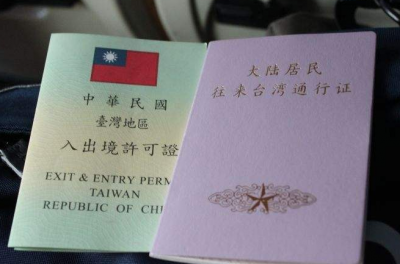 中華民國
臺灣地區
入出境許可證
EXIT & ENTRY PERM
TAIWAN
REPUBLIC OF CHI
大陆居民
往来台湾通行证